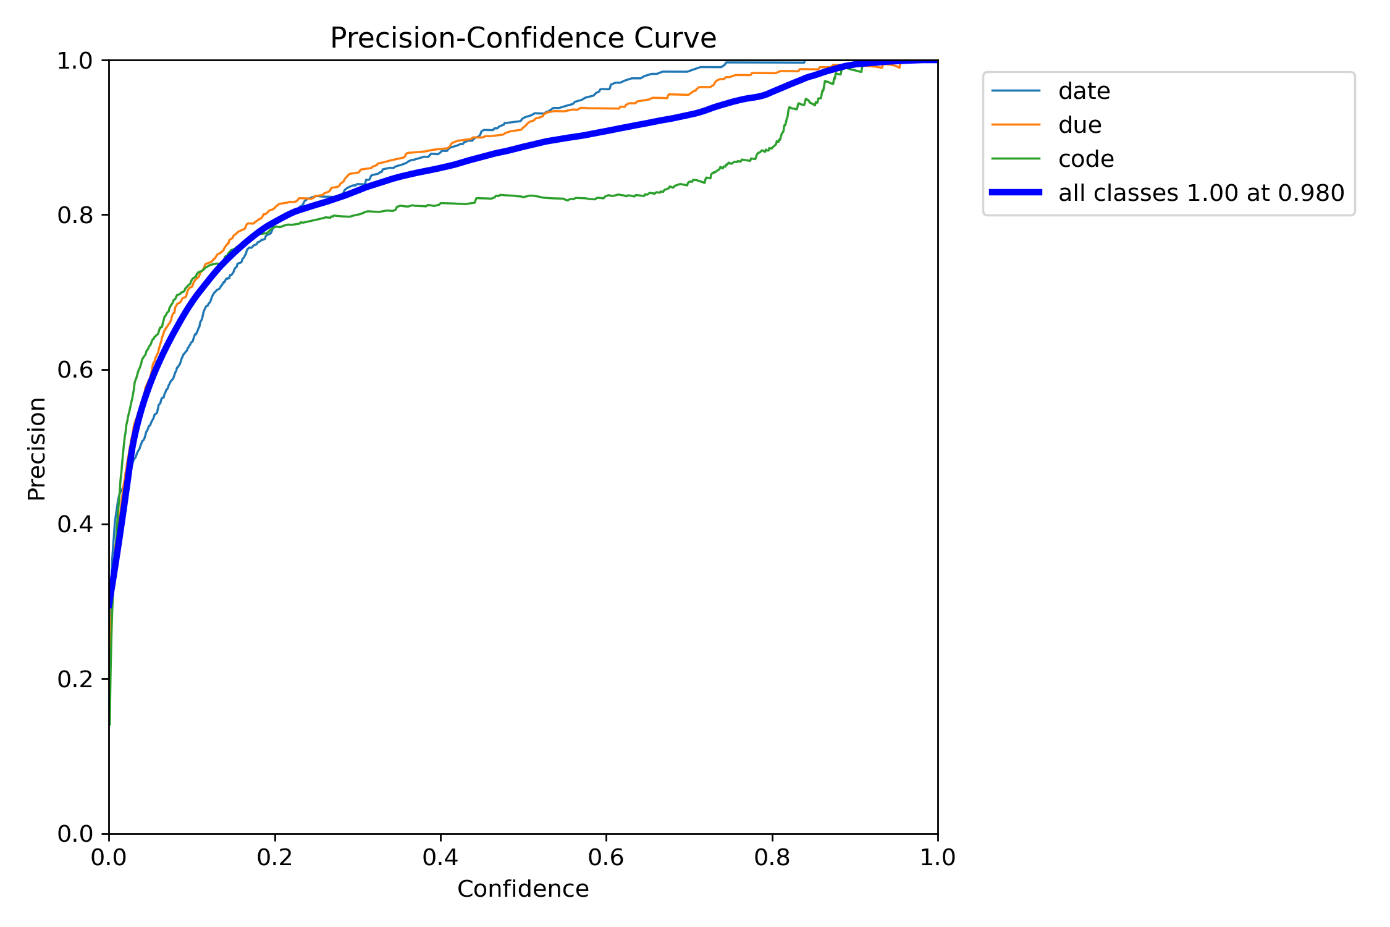 Precision-Confidence Curve
1.0
0.8
0.6
0.4
0.2
0.0
Precision
0.0 0.2 0.4 0.6 0.8 1.0
Confidence
date
due
code
all classes 1.00 at 0.980